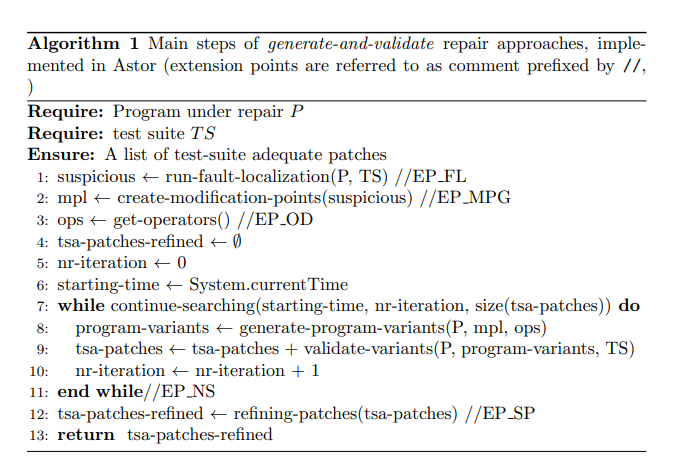 Algorithm 1 Main steps of generate-and-validate repair approaches, imple-
mented in Astor (extension points are referred to as comment prefixed by //,
)
Require: Program under repair P
Require: test suite TS
Ensure: A list of test-suite adequate patches
1: suspicious ← run-fault-localization(P, TS) //EP_FL
2: mpl ← create-modification-points(suspicious) //EP_MPG
3: ops ← get-operators() //EP_OD
4: tsa-patches-refined ← ∅
5: nr-iteration ← 0
6: starting-time ← System.currentTime
7: while continue-searching(starting-time, nr-iteration, size(tsa-patches)) do
8: program-variants ← generate-program-variants(P, mpl, ops)
9: tsa-patches ← tsa-patches + validate-variants(P, program-variants, TS)
10: nr-iteration ← nr-iteration + 1
11: end while//EP_NS
12: tsa-patches-refined ← refining-patches(tsa-patches) //EP_SP
13: return tsa-patches-refined